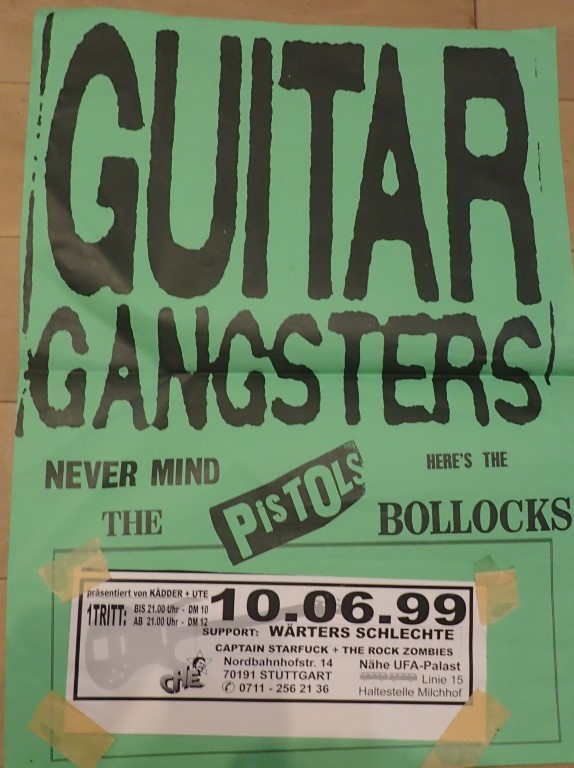 GUITAR
GANGSTERS
NEVER MIND
HERE'S THE
THE PiSTOLS BOLLOCKS
präsentiert von KÄDDER + UTE
1TRITT: BIS 21.00 Uhr - DM 10
AB 21.00 Uhr - DM 12
10.06.99
SUPPORT: WÄRTERS SCHLECHTE
CAPTAIN STARFUCK + THE ROCK ZOMBIES
CHE
Nordbahnhofstr. 14
70191 STUTTGART
✆ 0711 - 256 21 36
Nähe UFA-Palast
Linie 15
Haltestelle Milchhof